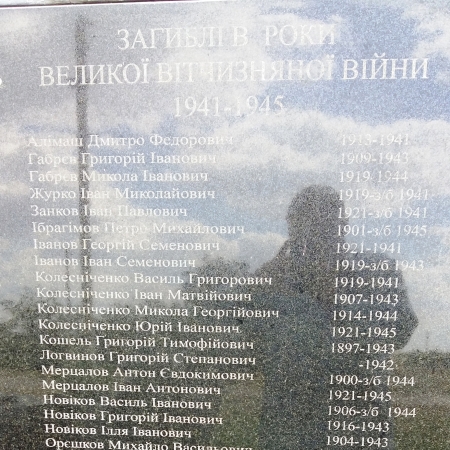 ЗАГИБЛІ В РОКИ
ВЕЛИКОЇ ВІТЧИЗНЯНОЇ ВІЙНИ
1941-1945
Алімаш Дмитро Федорович 1913-1941
Габрєв Григорій Іванович 1909-1943
Габрєв Микола Іванович 1919-1944
Журко Іван Миколайович 1919-з/б 1941
Занков Іван Павлович 1921-з/б 1941
Ібрагімов Петро Михайлович 1901-з/б 1945
Іванов Георгій Семенович 1921-1941
Іванов Іван Семенович 1919-з/б 1943
Колесніченко Василь Григорович 1919-1941
Колесніченко Іван Матвійович 1907-1943
Колесніченко Микола Георгійович 1914-1944
Колесніченко Юрій Іванович 1921-1945
Кошель Григорій Тимофійович 1897-1943
Логвинов Григорій Степанович -1942
Мерцалов Антон Євдокимович 1900-з/б 1944
Мерцалов Іван Антонович 1921-1945
Новіков Василь Іванович 1906-з/б 1944
Новіков Григорій Іванович 1916-1943
Новіков Ілля Іванович 1904-1943
Орєшков Михайло Васильович